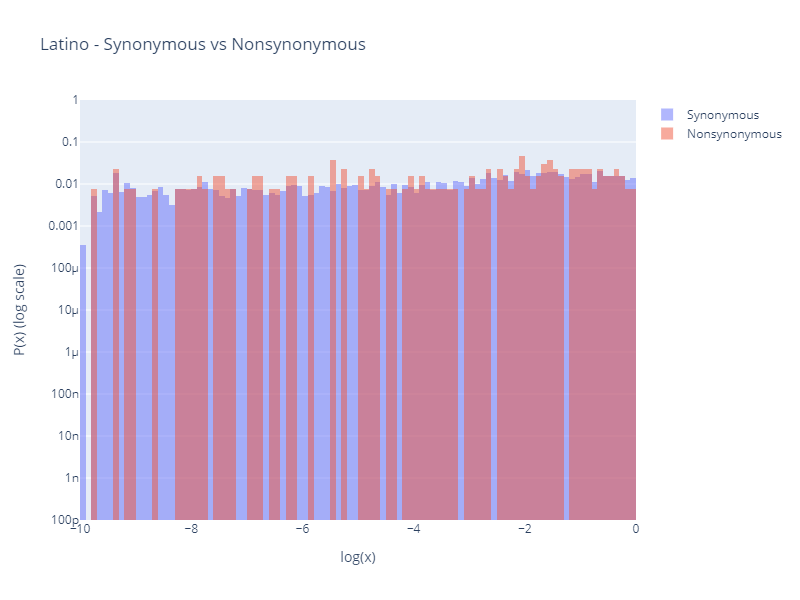 Latino - Synonymous vs Nonsynonymous
Synonymous
Nonsynonymous
P(x) (log scale)
1
0.1
0.01
0.001
100μ
10μ
1μ
100n
10n
1n
100p
−10
−8
−6
−4
−2
0
log(x)